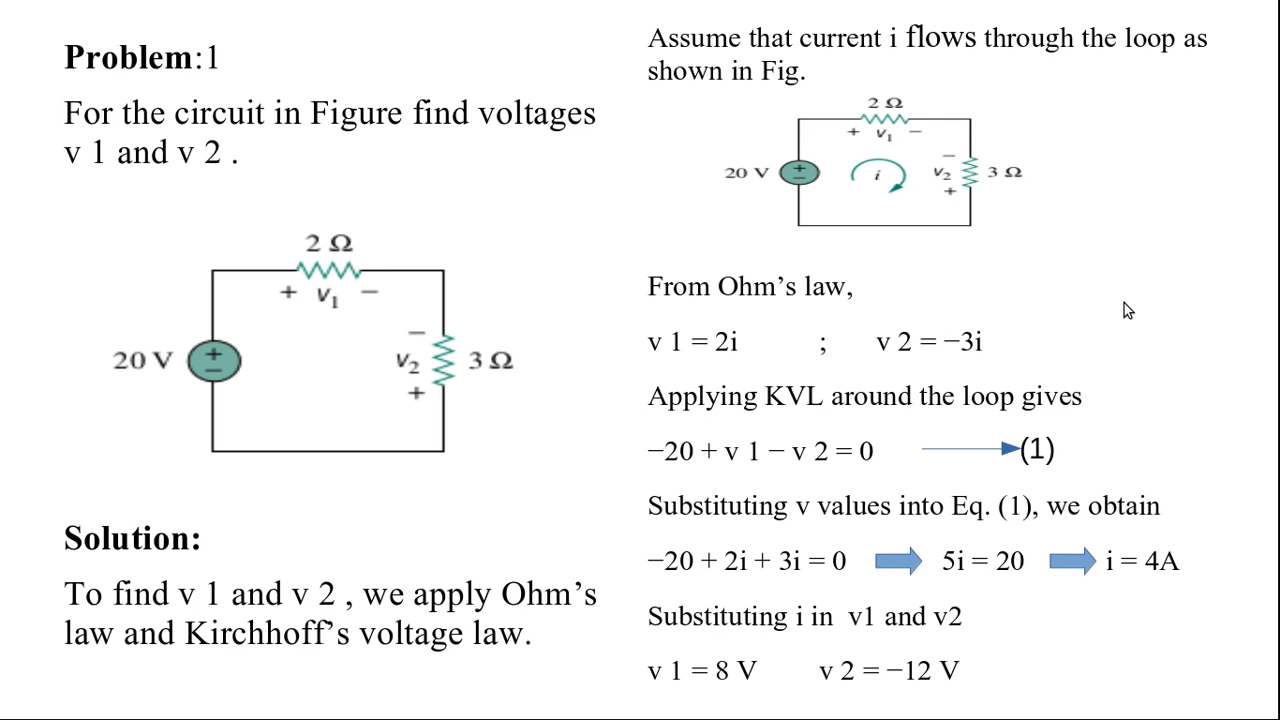 Problem:1
For the circuit in Figure find voltages
v 1 and v 2 .
2 Ω
+ v1 −
20 V
+
−
−
v2
+
3 Ω
Solution:
To find v 1 and v 2 , we apply Ohm’s
law and Kirchhoff’s voltage law.
Assume that current i flows through the loop as
shown in Fig.
2 Ω
+ v1 −
20 V
+
−
i
−
v2
+
3 Ω
From Ohm’s law,
v 1 = 2i ; v 2 = −3i
Applying KVL around the loop gives
−20 + v 1 − v 2 = 0 (1)
Substituting v values into Eq. (1), we obtain
−20 + 2i + 3i = 0 5i = 20 i = 4A
Substituting i in v1 and v2
v 1 = 8 V v 2 = −12 V